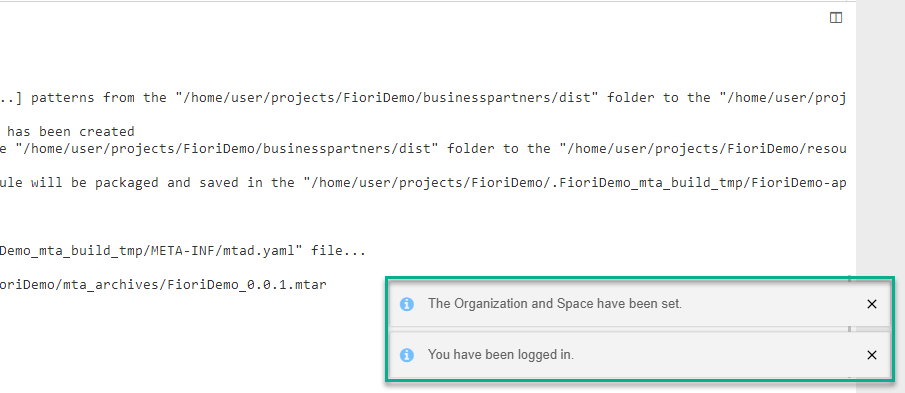 ..] patterns from the "/home/user/projects/FioriDemo/businesspartners/dist" folder to the "/home/user/proj
has been created
e "/home/user/projects/FioriDemo/businesspartners/dist" folder to the "/home/user/projects/FioriDemo/resou
ule will be packaged and saved in the "/home/user/projects/FioriDemo/.FioriDemo_mta_build_tmp/FioriDemo-ap
Demo_mta_build_tmp/META-INF/mtad.yaml" file...
oriDemo/mta_archives/FioriDemo_0.0.1.mtar
The Organization and Space have been set.
You have been logged in.